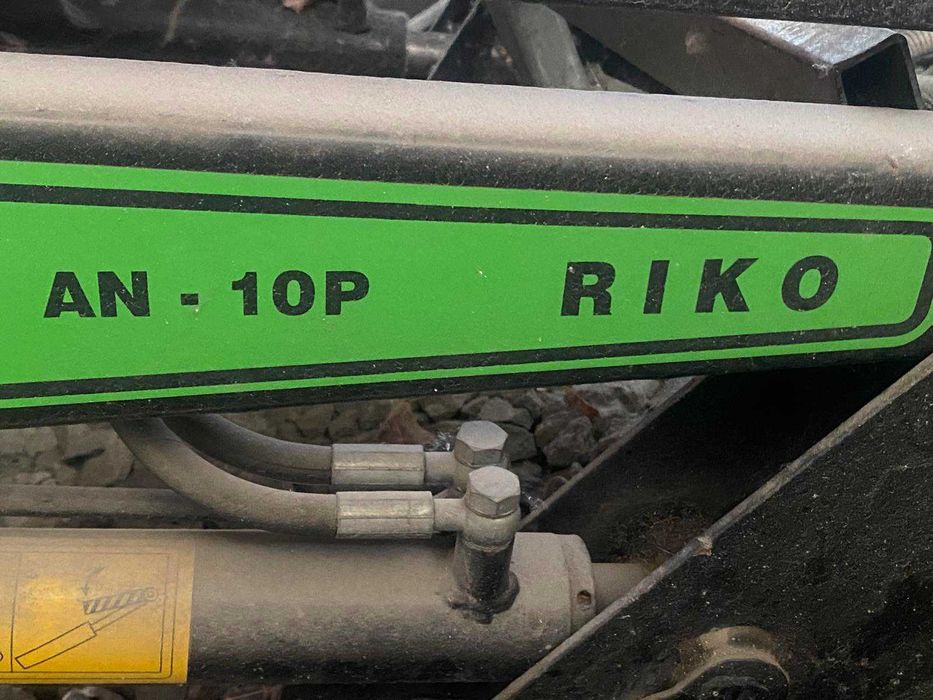 AN - 10P RIKO